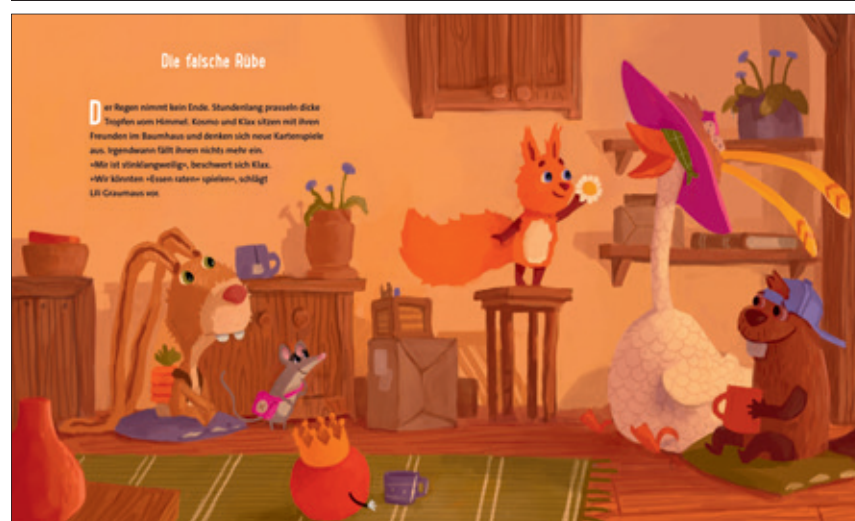 Die falsche Rübe
Der Regen nimmt kein Ende. Stundenlang prasseln dicke
Tropfen vom Himmel. Kosmo und Klax sitzen mit ihren
Freunden im Baumhaus und denken sich neue Kartenspiele
aus. Irgendwann fällt ihnen nichts mehr ein.
»Mir ist stinklangweilig«, beschwert sich Klax.
»Wir könnten »Essen raten« spielen«, schlägt
Lili Graumaus vor.